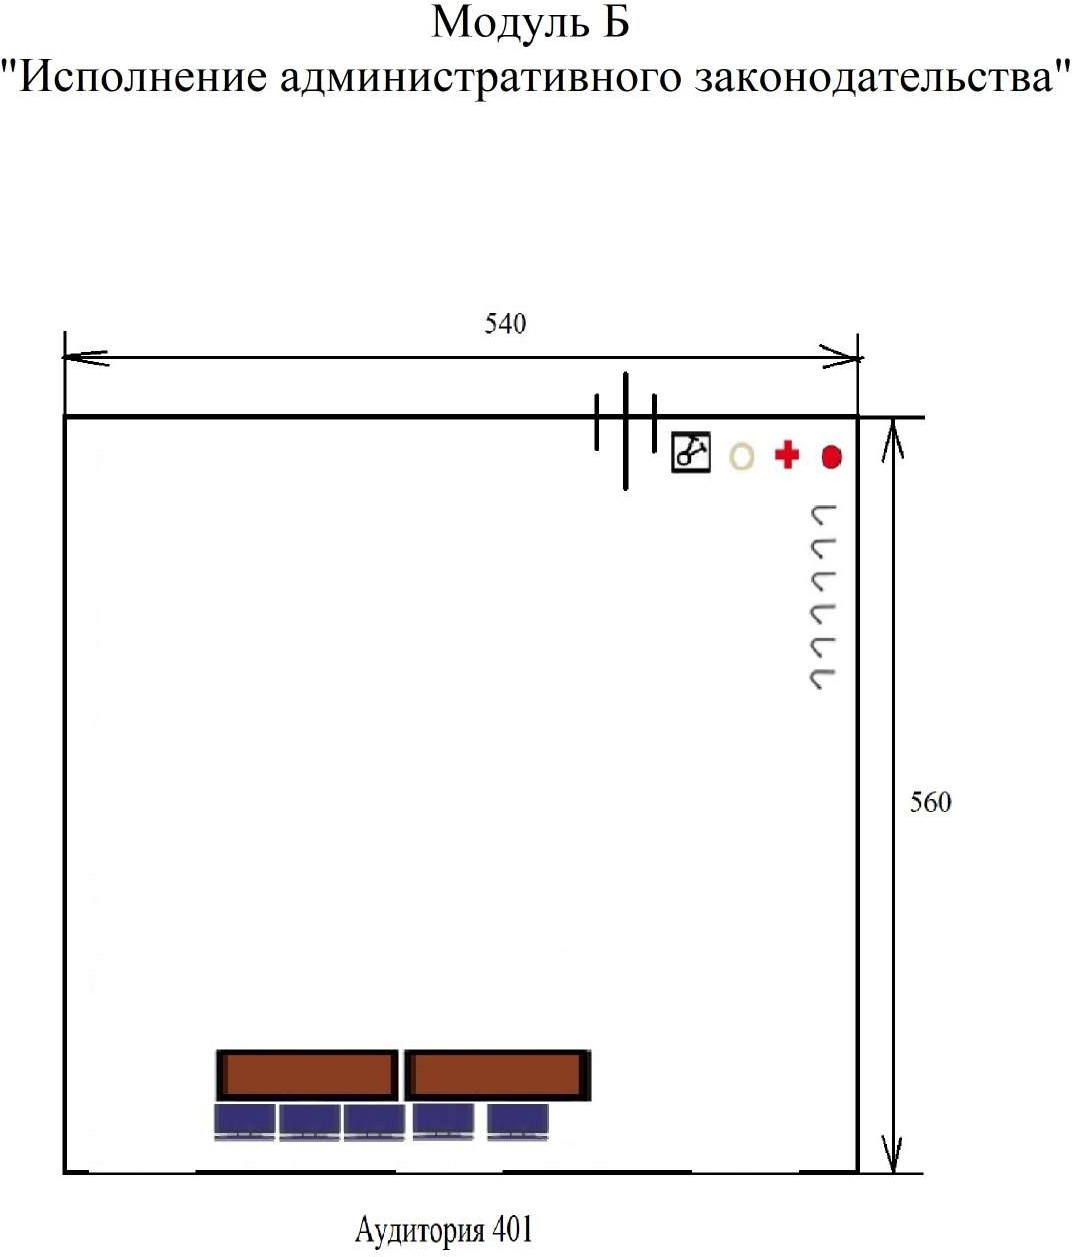 Модуль Б
"Исполнение административного законодательства"
540
560
Аудитория 401